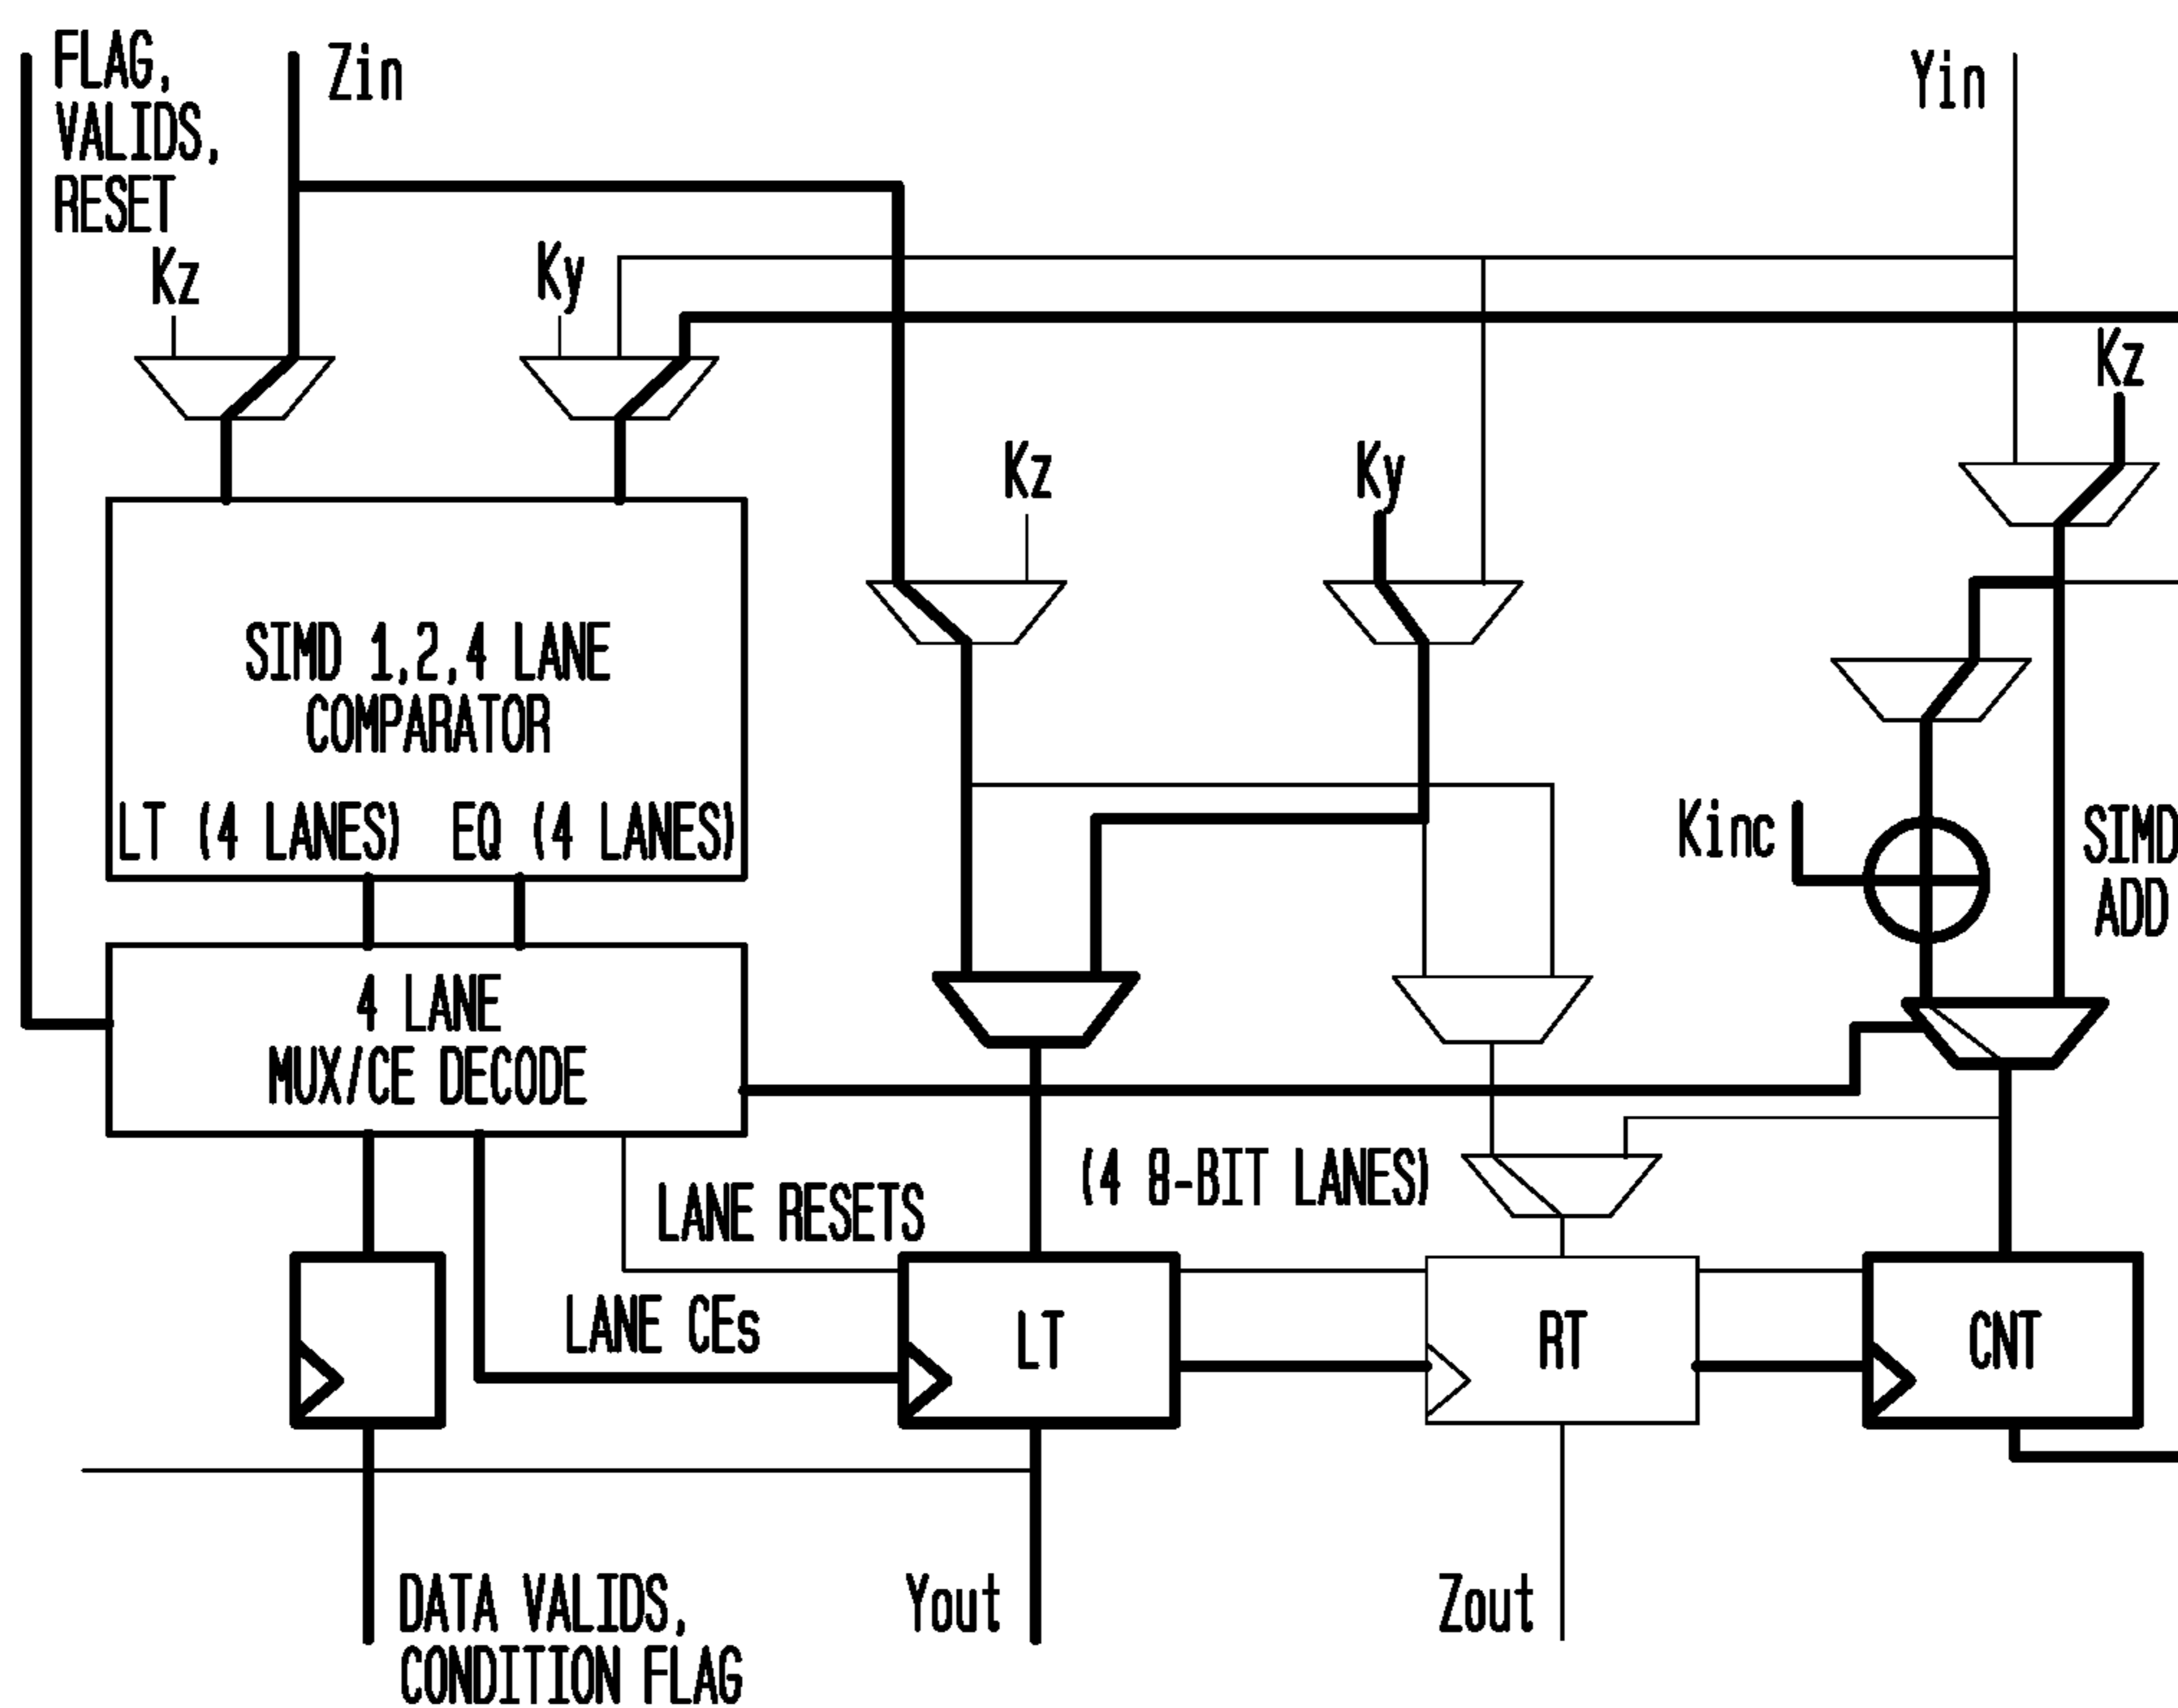 FLAG,
VALIDS,
RESET
Zin
Yin
Kz
Ky
Kz
Kz
Ky
SIMD 1,2,4 LANE
COMPARATOR
LT (4 LANES) EQ (4 LANES)
Kinc
SIMD
ADD
4 LANE
MUX/CE DECODE
(4 8-BIT LANES)
LANE RESETS
LANE CEs
LT
RT
CNT
DATA VALIDS,
CONDITION FLAG
Yout
Zout